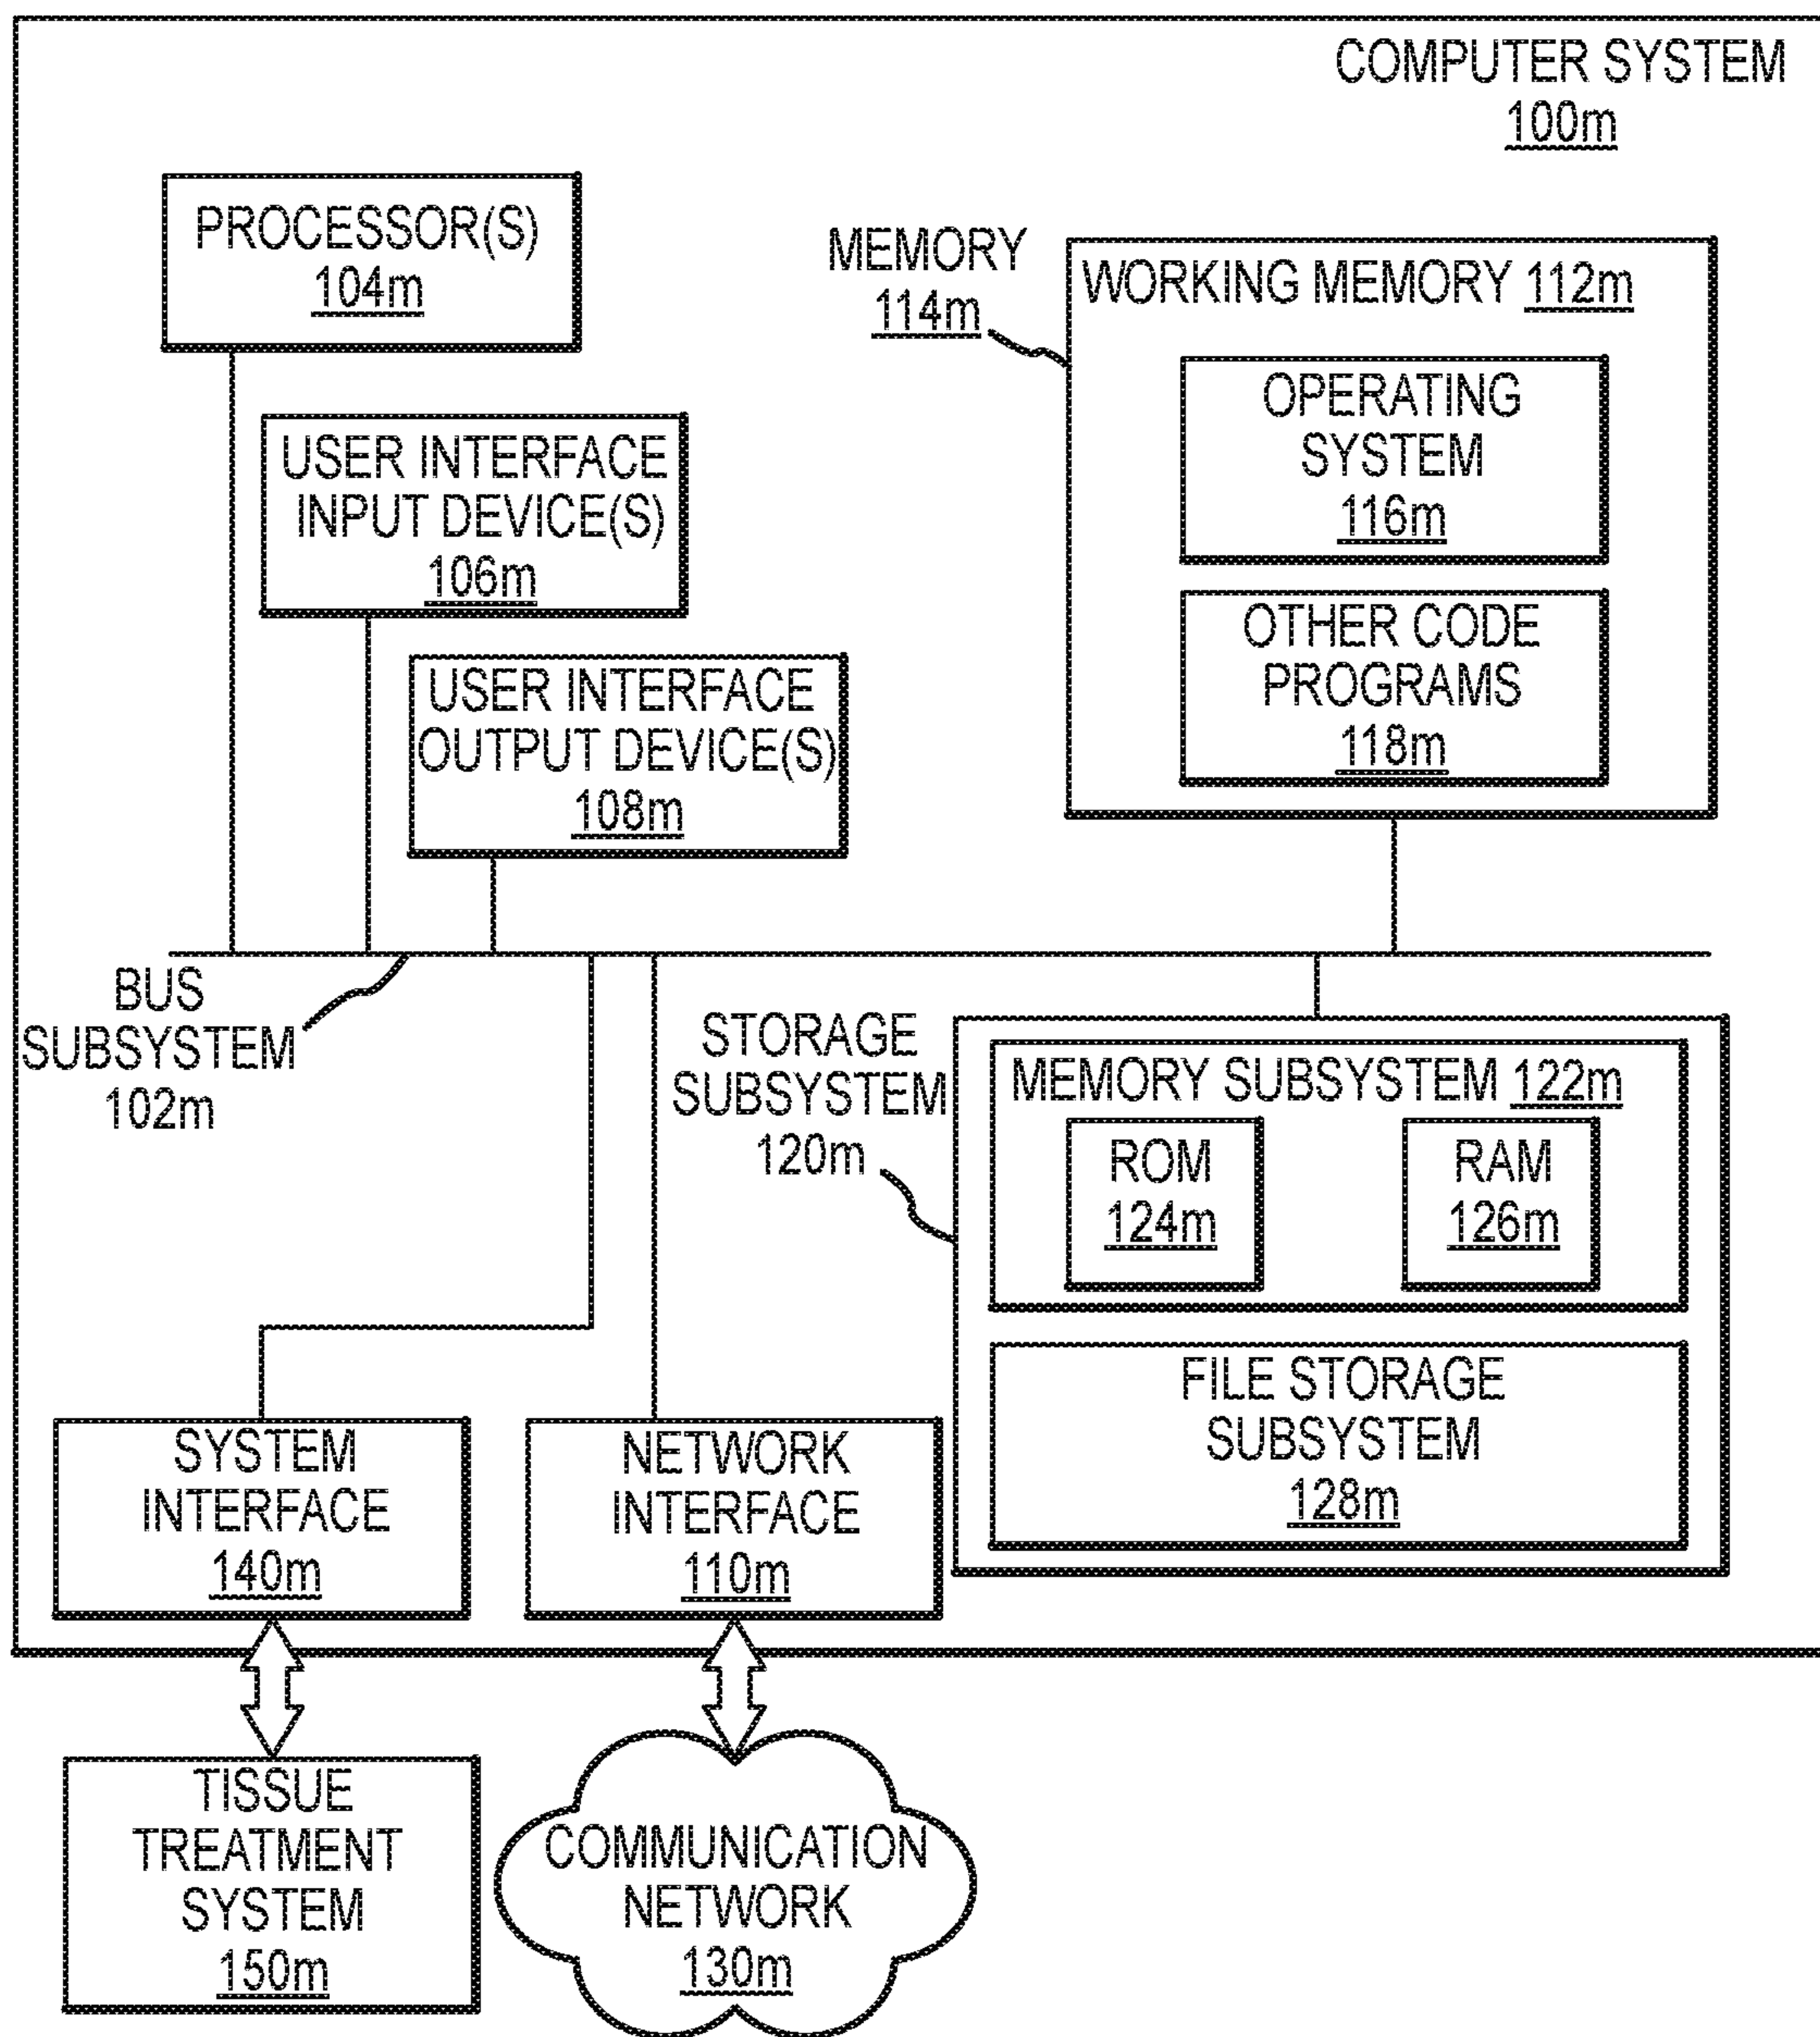 COMPUTER SYSTEM
100m
PROCESSOR(S)
104m
MEMORY
114m
WORKING MEMORY 112m
OPERATING
SYSTEM
116m
USER INTERFACE
INPUT DEVICE(S)
106m
OTHER CODE
PROGRAMS
118m
USER INTERFACE
OUTPUT DEVICE(S)
108m
BUS
SUBSYSTEM
102m
STORAGE
SUBSYSTEM
120m
MEMORY SUBSYSTEM 122m
ROM
124m
RAM
126m
FILE STORAGE
SUBSYSTEM
128m
SYSTEM
INTERFACE
140m
NETWORK
INTERFACE
110m
TISSUE
TREATMENT
SYSTEM
150m
COMMUNICATION
NETWORK
130m